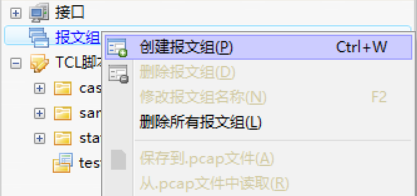 接口
报文组
创建报文组(P) Ctrl+W
TCL脚
删除报文组(D)
cas
修改报文组名称(N) F2
sar
删除所有报文组(L)
sta
tes
保存到.pcap文件(A)
从.pcap文件中读取(R)